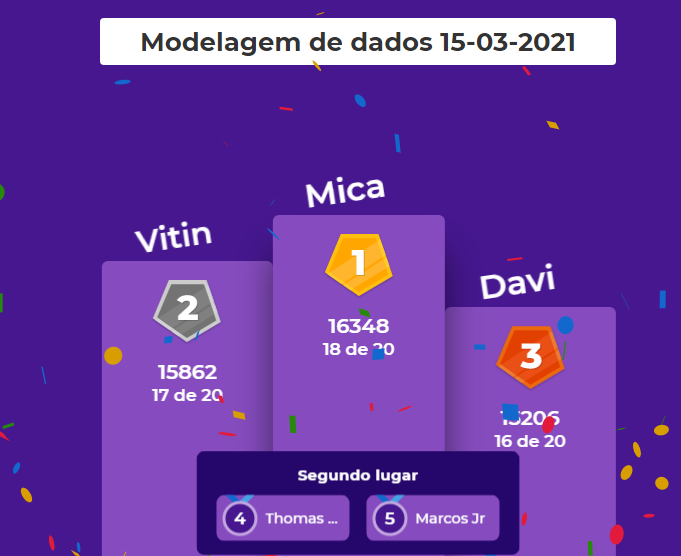 Modelagem de dados 15-03-2021
Mica
1
16348
18 de 20
Vitin
2
15862
17 de 20
Davi
3
15206
16 de 20
Segundo lugar
4 Thomas ...
5 Marcos Jr